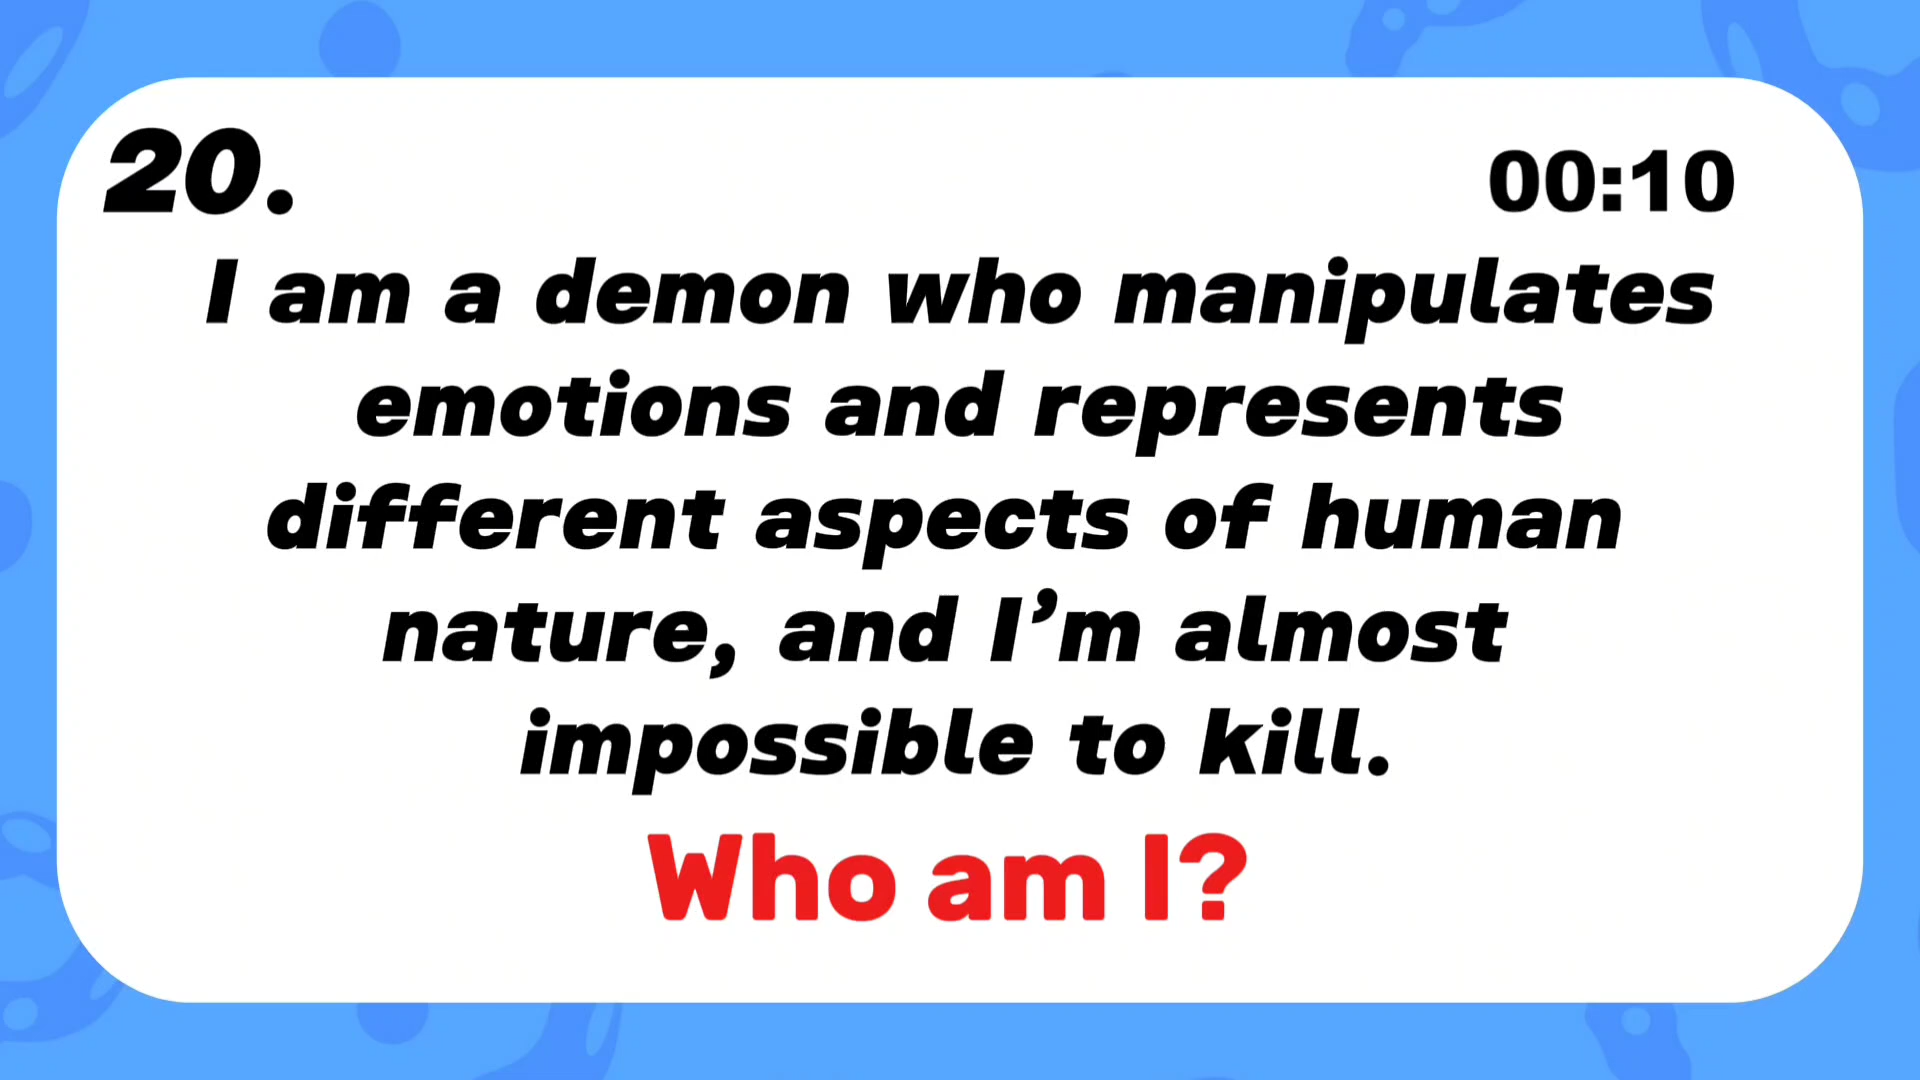 20.
00:10
I am a demon who manipulates
emotions and represents
different aspects of human
nature, and I’m almost
impossible to kill.
Who am I?